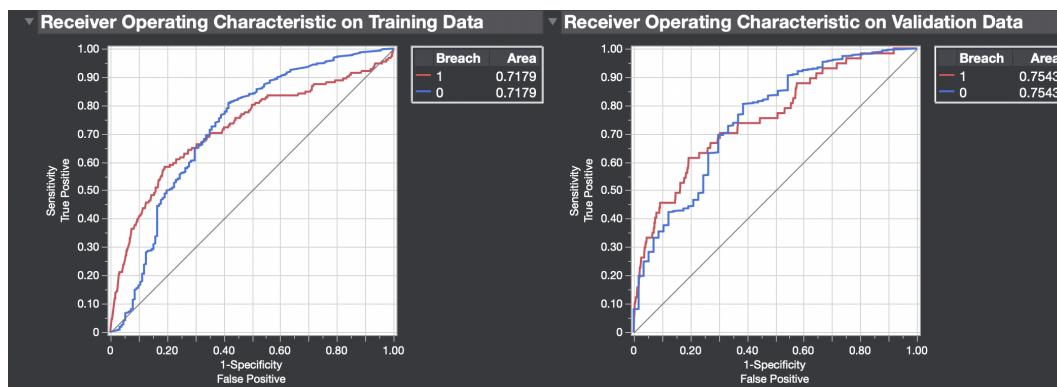 Receiver Operating Characteristic on Training Data
1.00
0.90
0.80
0.70
0.60
0.50
0.40
0.30
0.20
0.10
0
Sensitivity
True Positive
0 0.20 0.40 0.60 0.80 1.00
1-Specificity
False Positive
Breach Area
1 0.7179
0 0.7179
Receiver Operating Characteristic on Validation Data
1.00
0.90
0.80
0.70
0.60
0.50
0.40
0.30
0.20
0.10
0
Sensitivity
True Positive
0 0.20 0.40 0.60 0.80 1.00
1-Specificity
False Positive
Breach Area
1 0.7543
0 0.7543